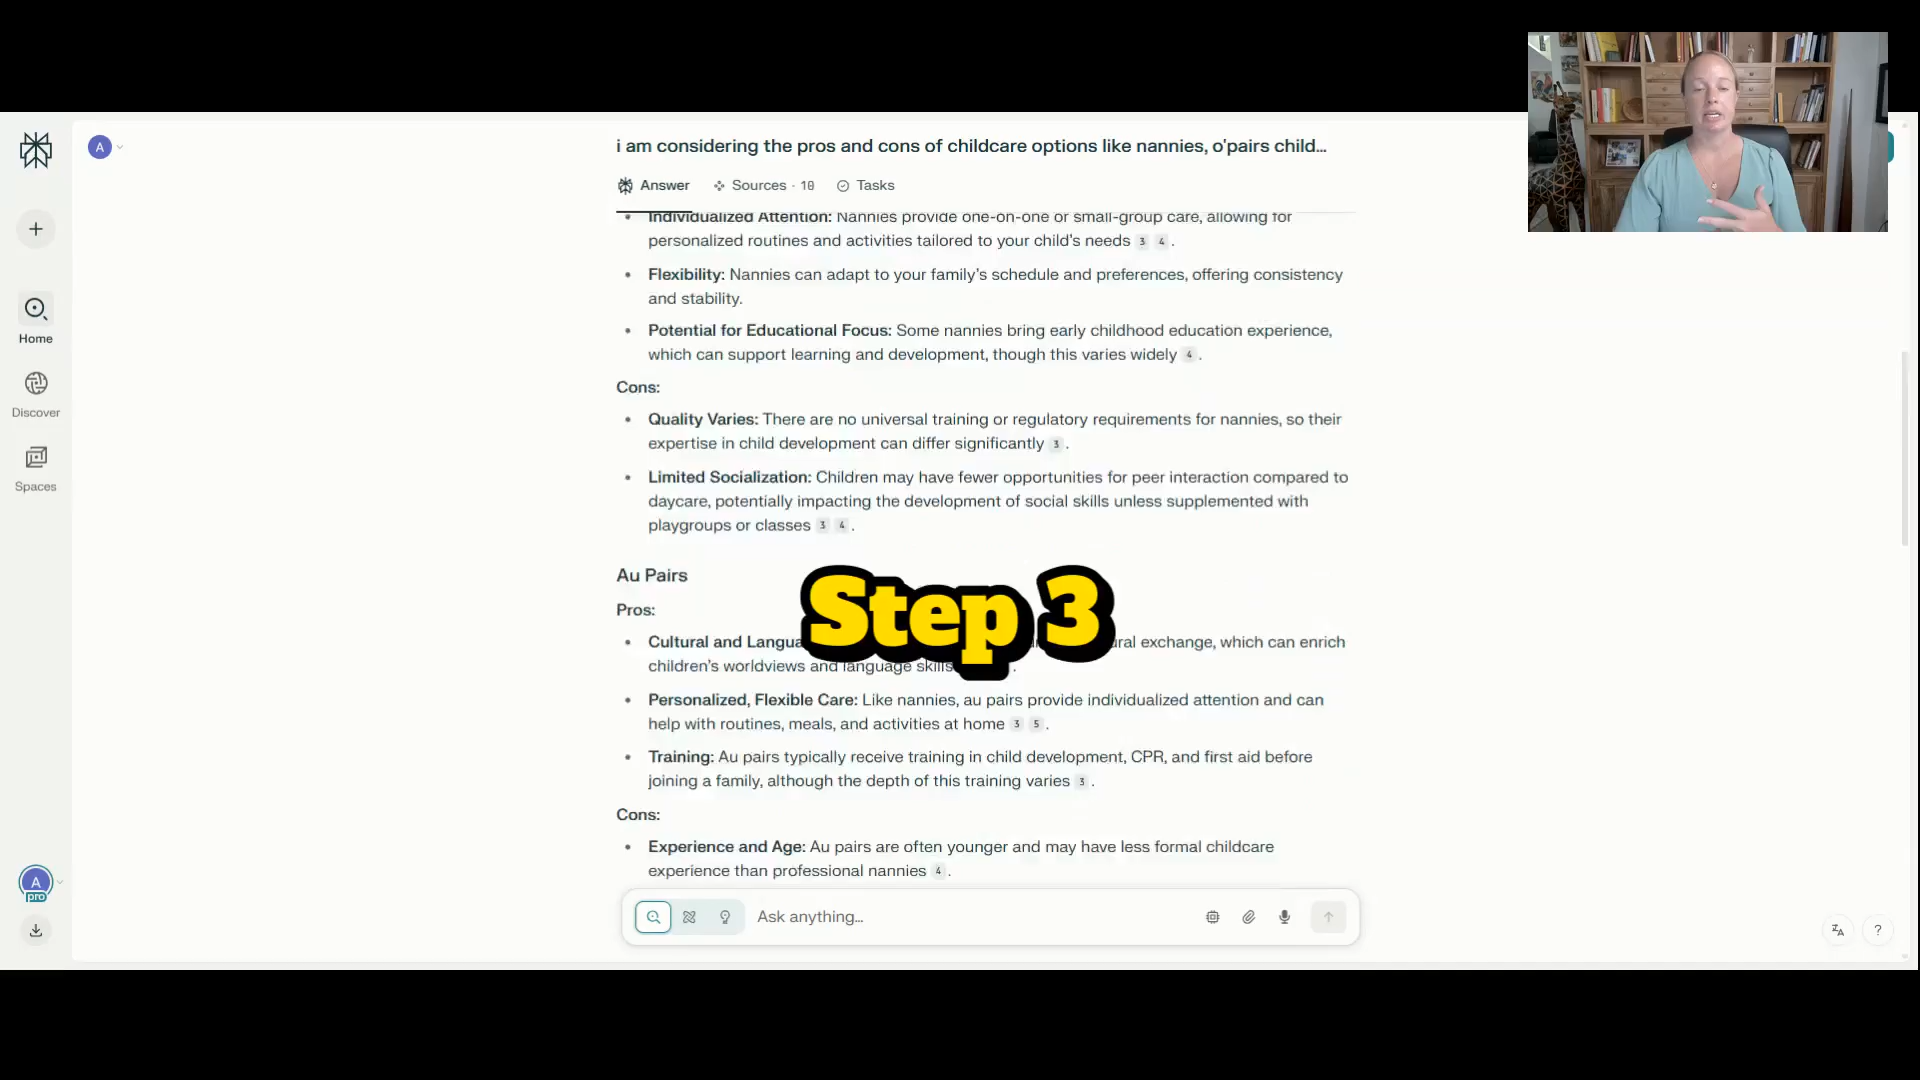 A
i am considering the pros and cons of childcare options like nannies, o'pairs child...
Answer
Sources · 10
Tasks
Individualized Attention: Nannies provide one-on-one or small-group care, allowing for
personalized routines and activities tailored to your child's needs 3 4 .
Flexibility: Nannies can adapt to your family's schedule and preferences, offering consistency
and stability.
Potential for Educational Focus: Some nannies bring early childhood education experience,
which can support learning and development, though this varies widely 4 .
Cons:
Quality Varies: There are no universal training or regulatory requirements for nannies, so their
expertise in child development can differ significantly 3 .
Limited Socialization: Children may have fewer opportunities for peer interaction compared to
daycare, potentially impacting the development of social skills unless supplemented with
playgroups or classes 3 4 .
Au Pairs
Pros:
Step 3
Cultural and exchange, which can enrich
children's worldviews and language skills
Personalized, Flexible Care: Like nannies, au pairs provide individualized attention and can
help with routines, meals, and activities at home 3 5 .
Training: Au pairs typically receive training in child development, CPR, and first aid before
joining a family, although the depth of this training varies 3 .
Cons:
Experience and Age: Au pairs are often younger and may have less formal childcare
experience than professional nannies 4 .
Ask anything...
Home
Discover
Spaces
A
pro
?